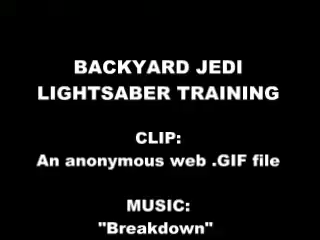 BACKYARD JEDI
LIGHTSABER TRAINING
CLIP:
An anonymous web .GIF file
MUSIC:
"Breakdown"